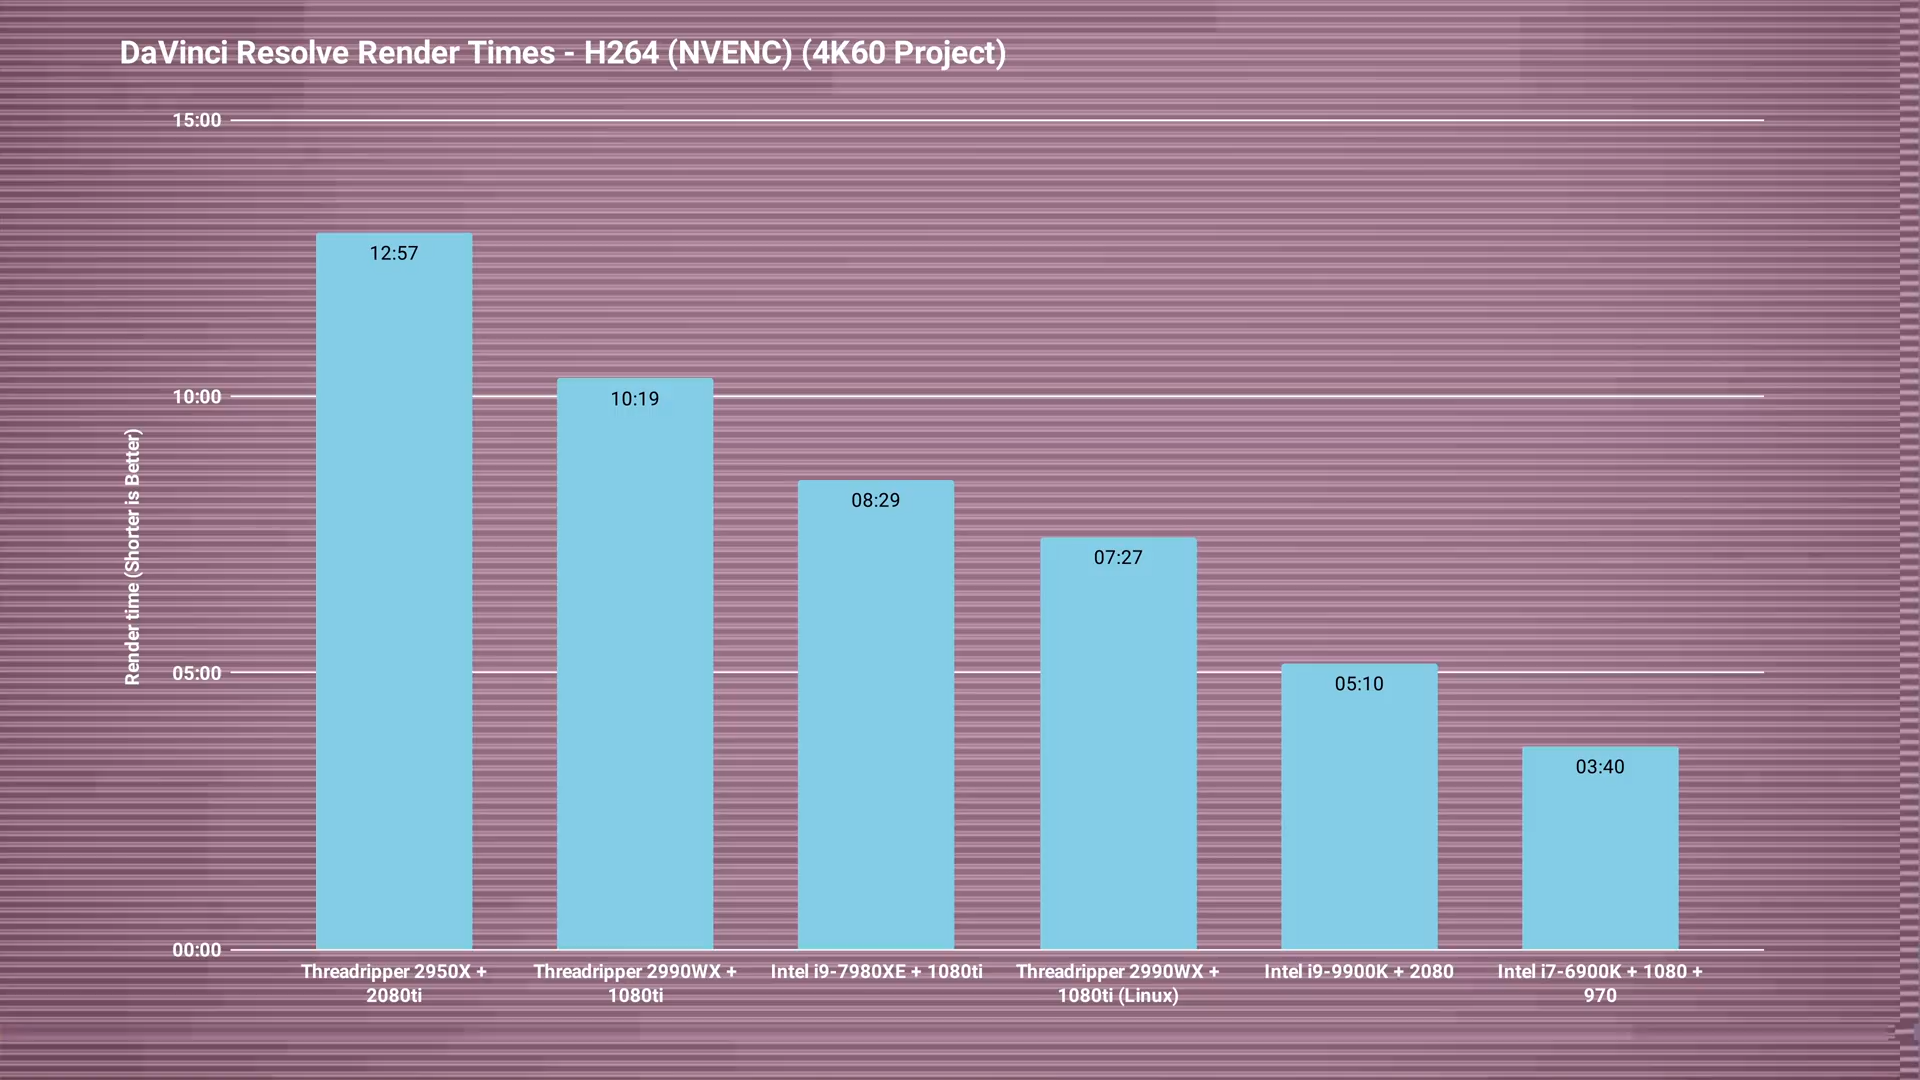 DaVinci Resolve Render Times - H264 (NVENC) (4K60 Project)
15:00
10:00
05:00
00:00
Render time (Shorter is Better)
12:57
10:19
08:29
07:27
05:10
03:40
Threadripper 2950X +
2080ti
Threadripper 2990WX +
1080ti
Intel i9-7980XE + 1080ti
Threadripper 2990WX +
1080ti (Linux)
Intel i9-9900K + 2080
Intel i7-6900K + 1080 +
970